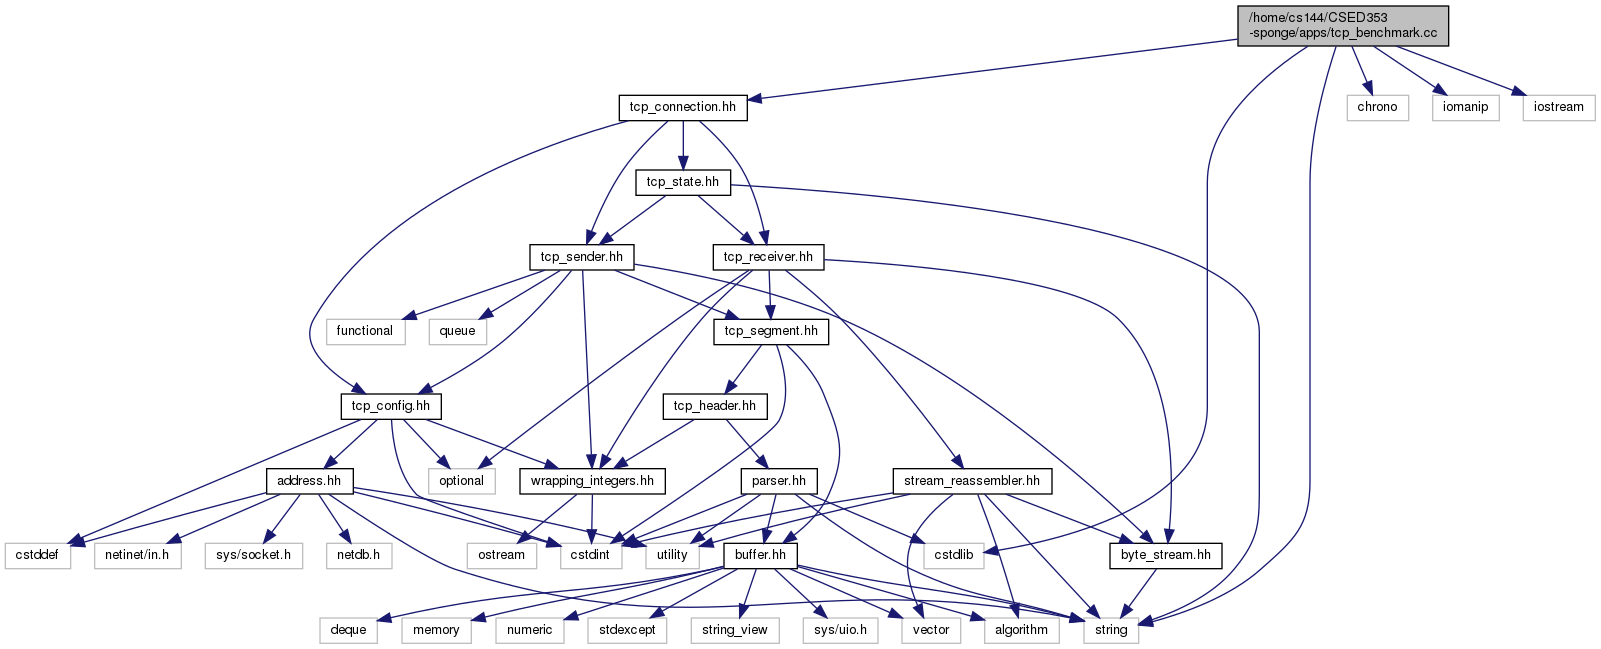 /home/cs144/CSED353
-sponge/apps/tcp_benchmark.cc
tcp_connection.hh
chrono
iomanip
iostream
tcp_state.hh
tcp_sender.hh
tcp_receiver.hh
functional
queue
tcp_segment.hh
tcp_config.hh
tcp_header.hh
address.hh
optional
wrapping_integers.hh
parser.hh
stream_reassembler.hh
cstddef
netinet/in.h
sys/socket.h
netdb.h
ostream
cstdint
utility
buffer.hh
cstdlib
byte_stream.hh
deque
memory
numeric
stdexcept
string_view
sys/uio.h
vector
algorithm
string